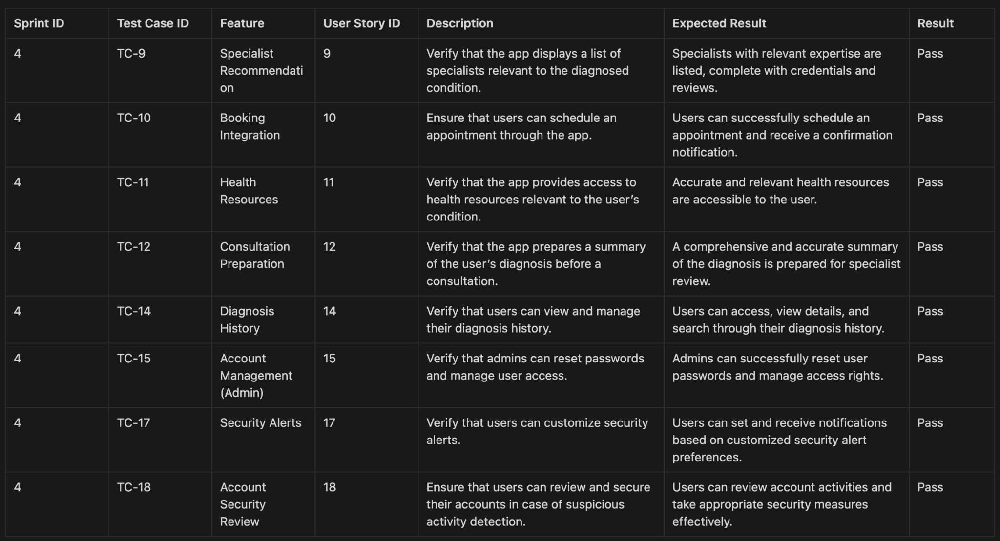 Sprint ID Test Case ID Feature User Story ID Description Expected Result Result
4 TC-9 Specialist 9 Verify that the app displays a list of Specialists with relevant expertise are Pass
Recommendati specialists relevant to the diagnosed listed, complete with credentials and
on condition. reviews.
4 TC-10 Booking 10 Ensure that users can schedule an Users can successfully schedule an Pass
Integration appointment through the app. appointment and receive a confirmation
notification.
4 TC-11 Health 11 Verify that the app provides access to Accurate and relevant health resources Pass
Resources health resources relevant to the user’s are accessible to the user.
condition.
4 TC-12 Consultation 12 Verify that the app prepares a summary A comprehensive and accurate summary Pass
Preparation of the user’s diagnosis before a of the diagnosis is prepared for specialist
consultation. review.
4 TC-14 Diagnosis 14 Verify that users can view and manage Users can access, view details, and Pass
History their diagnosis history. search through their diagnosis history.
4 TC-15 Account 15 Verify that admins can reset passwords Admins can successfully reset user Pass
Management and manage user access. passwords and manage access rights.
(Admin)
4 TC-17 Security Alerts 17 Verify that users can customize security Users can set and receive notifications Pass
alerts. based on customized security alert
preferences.
4 TC-18 Account 18 Ensure that users can review and secure Users can review account activities and Pass
Security their accounts in case of suspicious take appropriate security measures
Review activity detection. effectively.